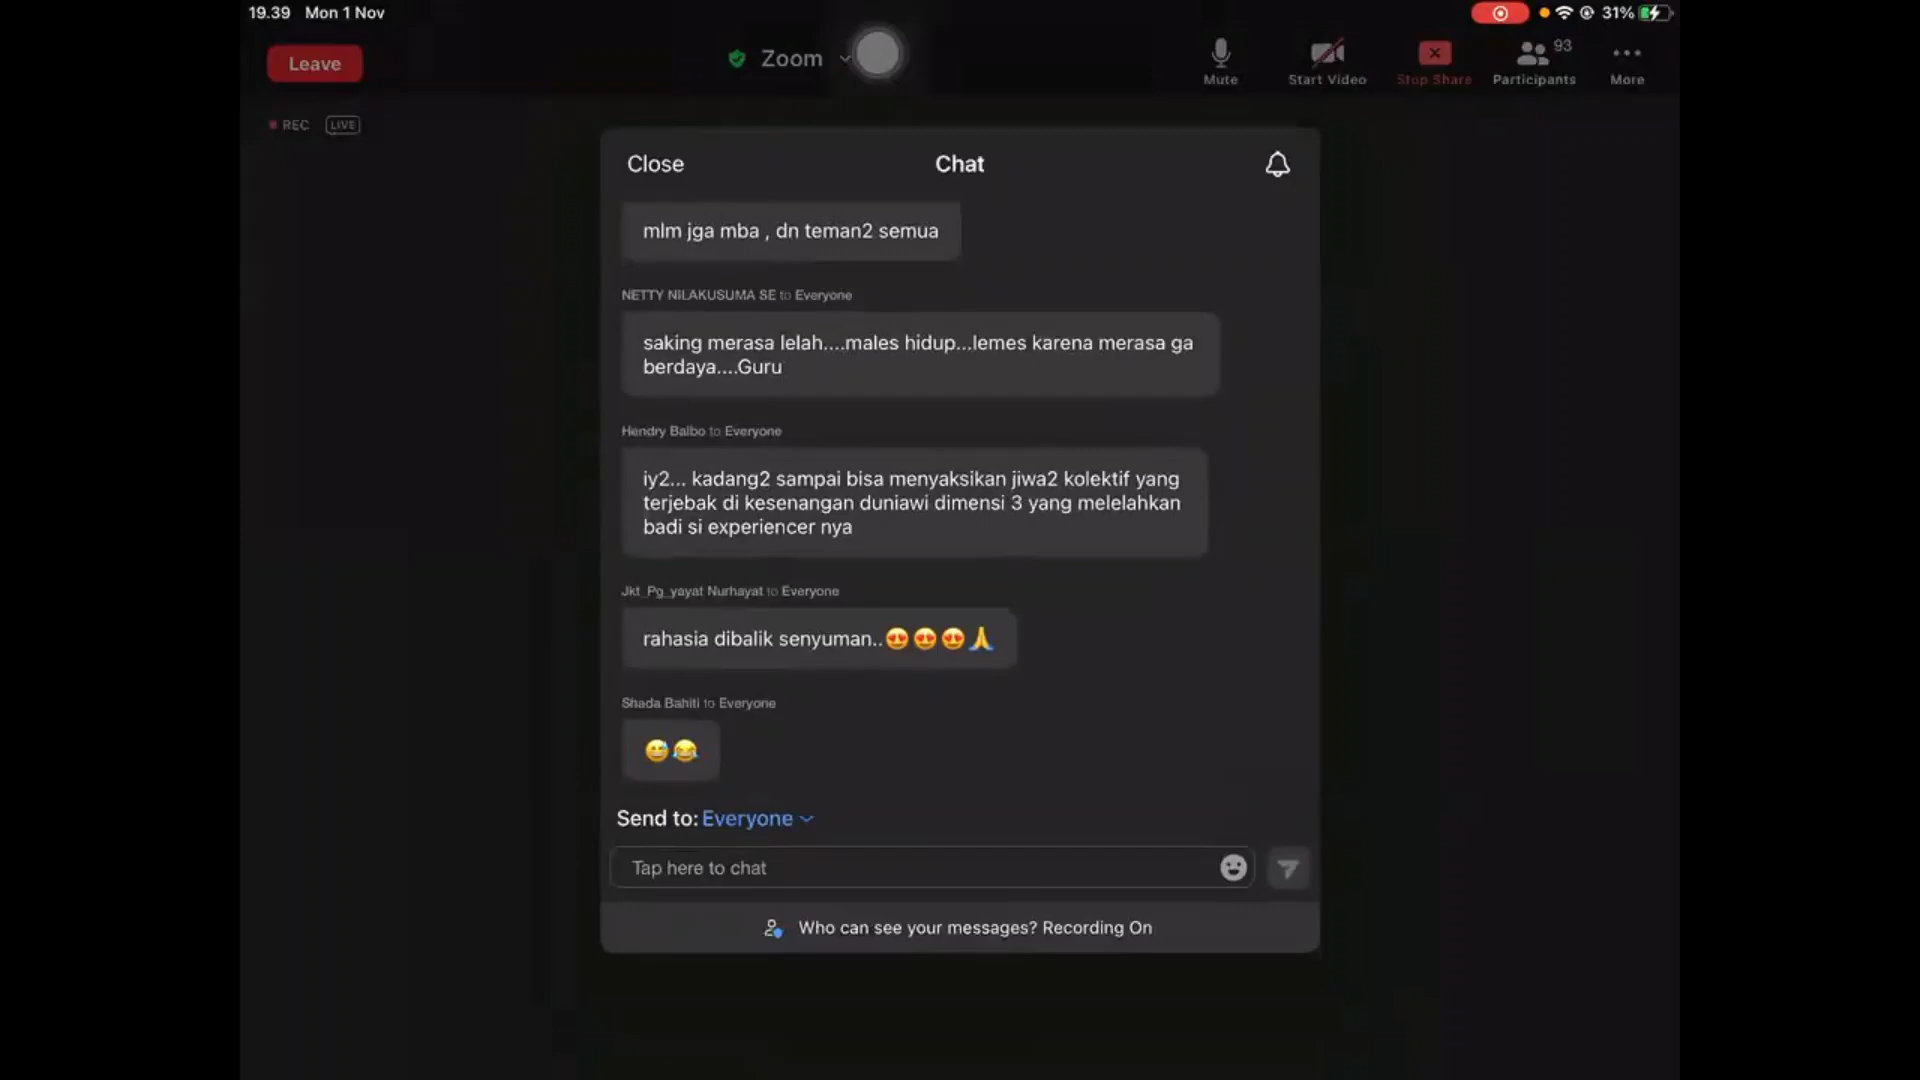 19.39 Mon 1 Nov
31%
Leave
Zoom
Mute
Start Video
Stop Share
93
Participants
More
REC LIVE
Close
Chat
mlm jga mba , dn teman2 semua
NETTY NILAKUSUMA SE to Everyone
saking merasa lelah....males hidup...lemes karena merasa ga
berdaya....Guru
Hendry Balbo to Everyone
iy2... kadang2 sampai bisa menyaksikan jiwa2 kolektif yang
terjebak di kesenangan duniawi dimensi 3 yang melelahkan
badi si experiencer nya
Jkt_Pg_yayat Nurhayat to Everyone
rahasia dibalik senyuman..😍😍😍🙏
Shada Bahiti to Everyone
😅😂
Send to: Everyone
Tap here to chat
Who can see your messages? Recording On